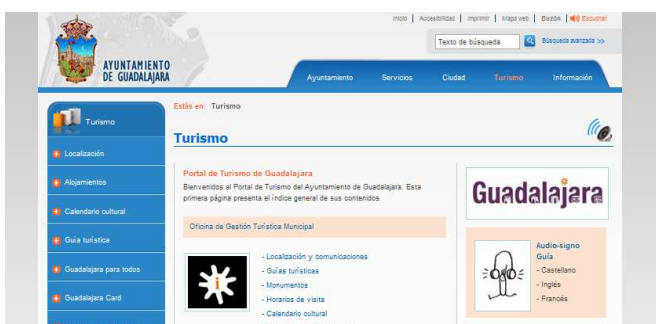 Inicio | Accesibilidad | Imprimir | Mapa web | Buzón | Escuchar
Texto de búsqueda
Búsqueda avanzada >>
AYUNTAMIENTO
DE GUADALAJARA
Ayuntamiento Servicios Ciudad Turismo Información
Turismo
Localización
Alojamientos
Calendario cultural
Guía turística
Guadalajara para todos
Guadalajara Card
Estás en: Turismo
Turismo
Portal de Turismo de Guadalajara
Bienvenidos al Portal de Turismo del Ayuntamiento de Guadalajara. Esta
primera página presenta el índice general de sus contenidos
Oficina de Gestión Turística Municipal
i
- Localización y comunicaciones
- Guías turísticas
- Monumentos
- Horarios de visita
- Calendario cultural
Guadalajara
Audio-signo
Guía
- Castellano
- Inglés
- Francés